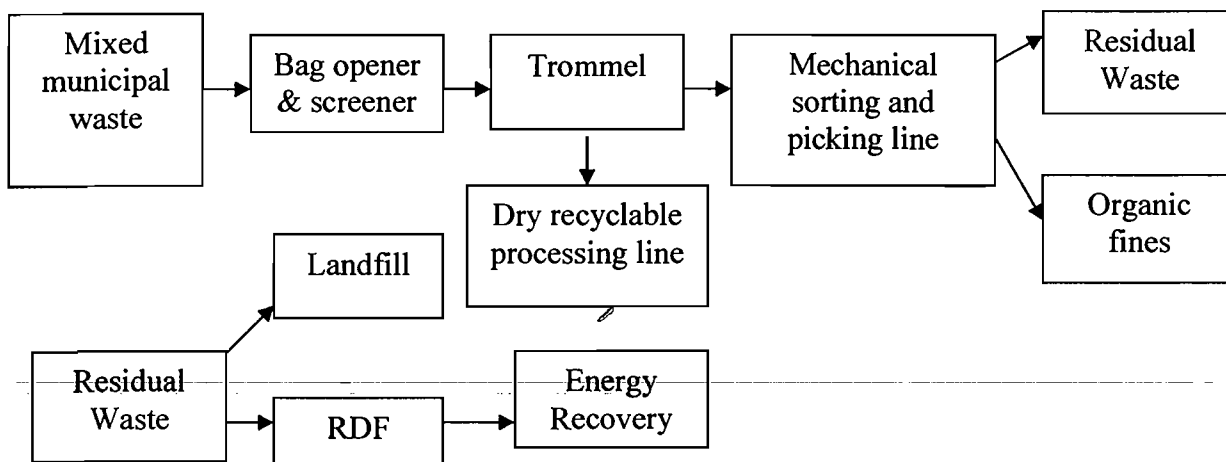 Mixed
municipal
waste
Bag opener
& screener
Trommel
Mechanical
sorting and
picking line
Residual
Waste
Dry recyclable
processing line
Organic
fines
Landfill
Residual
Waste
RDF
Energy
Recovery